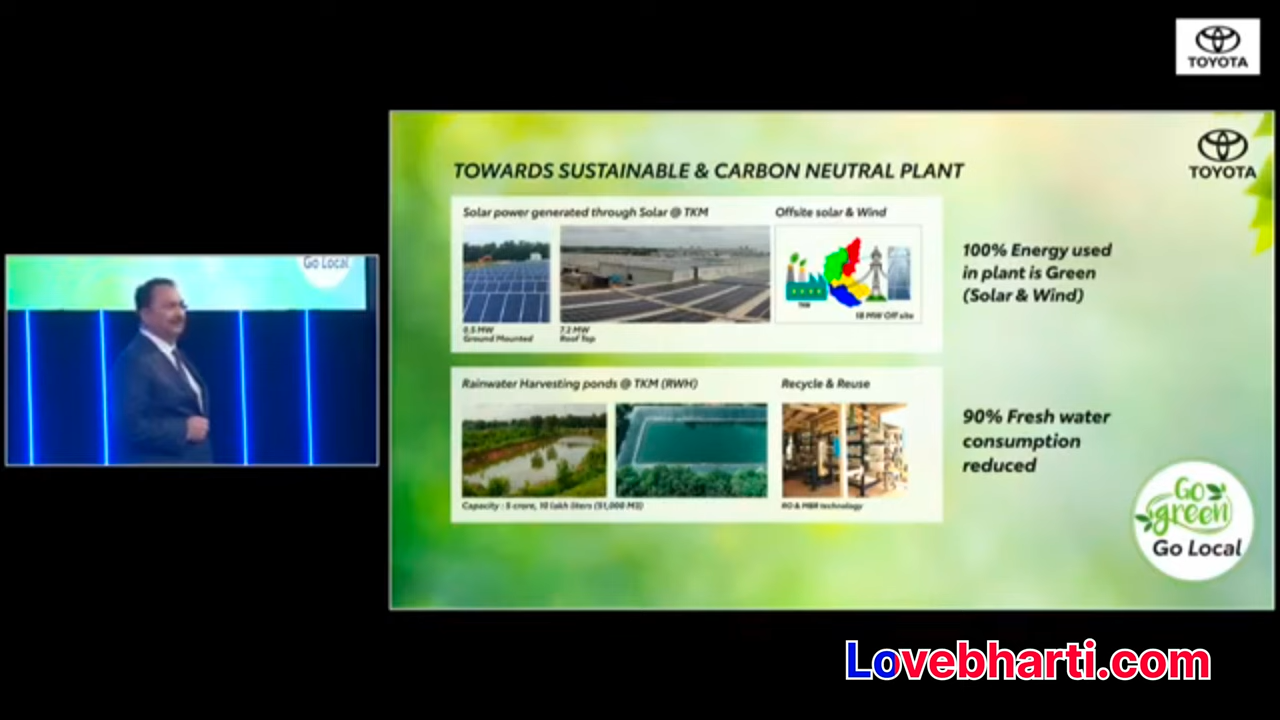 TOYOTA
Go Local
TOYOTA
TOWARDS SUSTAINABLE & CARBON NEUTRAL PLANT
Solar power generated through Solar @ TKM
Offsite solar & Wind
TKM
18 MW Off site
0.5 MW
Ground Mounted
7.2 MW
Roof Top
100% Energy used
in plant is Green
(Solar & Wind)
Rainwater Harvesting ponds @ TKM (RWH)
Recycle & Reuse
Capacity : 5 crore, 10 lakh liters (51,000 M3)
RO & MBR technology
90% Fresh water
consumption
reduced
Go
green
Go Local
Lovebharti.com